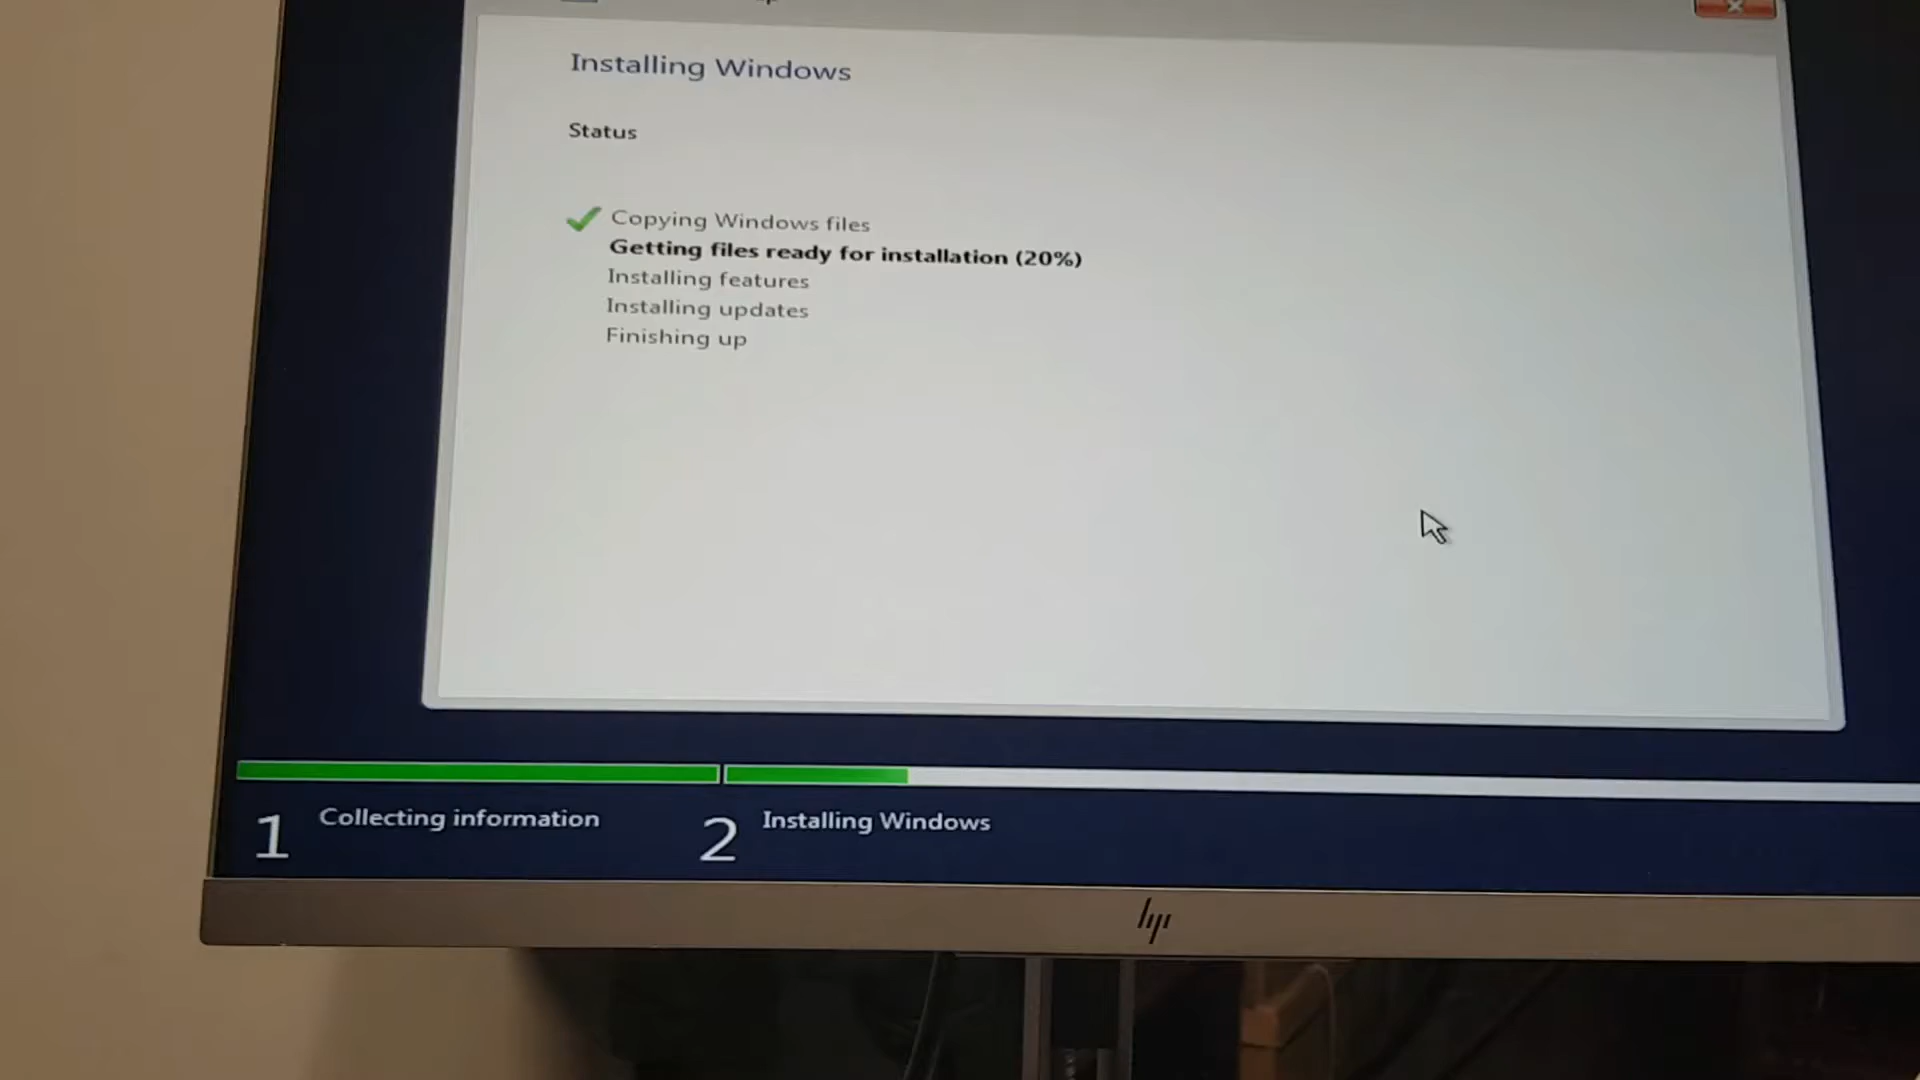 Installing Windows
Status
Copying Windows files
Getting files ready for installation (20%)
Installing features
Installing updates
Finishing up
1 Collecting information
2 Installing Windows
hp